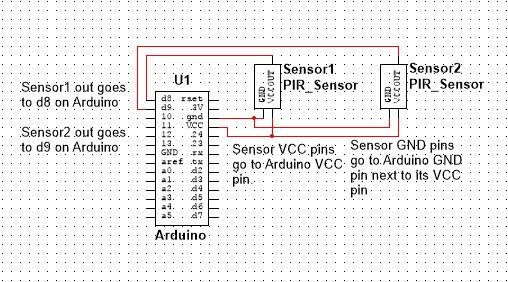 U1
Sensor1
PIR_Sensor
Sensor2
PIR_Sensor
GND
VCC
OUT
GND
VCC
OUT
Sensor1 out goes
to d8 on Arduino
Sensor2 out goes
to d9 on Arduino
d8. rset
d9. .3V
10. gnd
11. VCC
12. .24
13. .23
GND .rx
aref .tx
a0. .d2
a1. .d3
a2. .d4
a3. .d5
a4. .d6
a5. .d7
Arduino
Sensor VCC pins
go to Arduino VCC
pin.
Sensor GND pins
go to Arduino GND
pin next to its VCC
pin